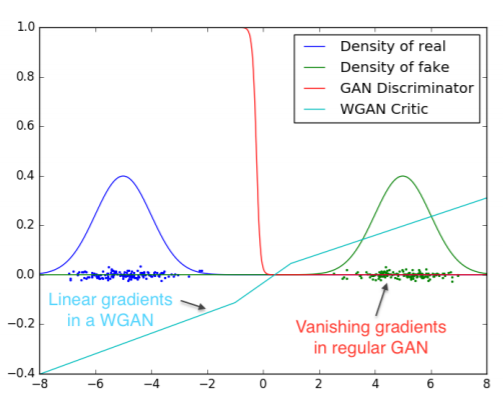 1.0
0.8
0.6
0.4
0.2
0.0
−0.2
−0.4
Density of real
Density of fake
GAN Discriminator
WGAN Critic
Linear gradients
in a WGAN
Vanishing gradients
in regular GAN
−8 −6 −4 −2 0 2 4 6 8